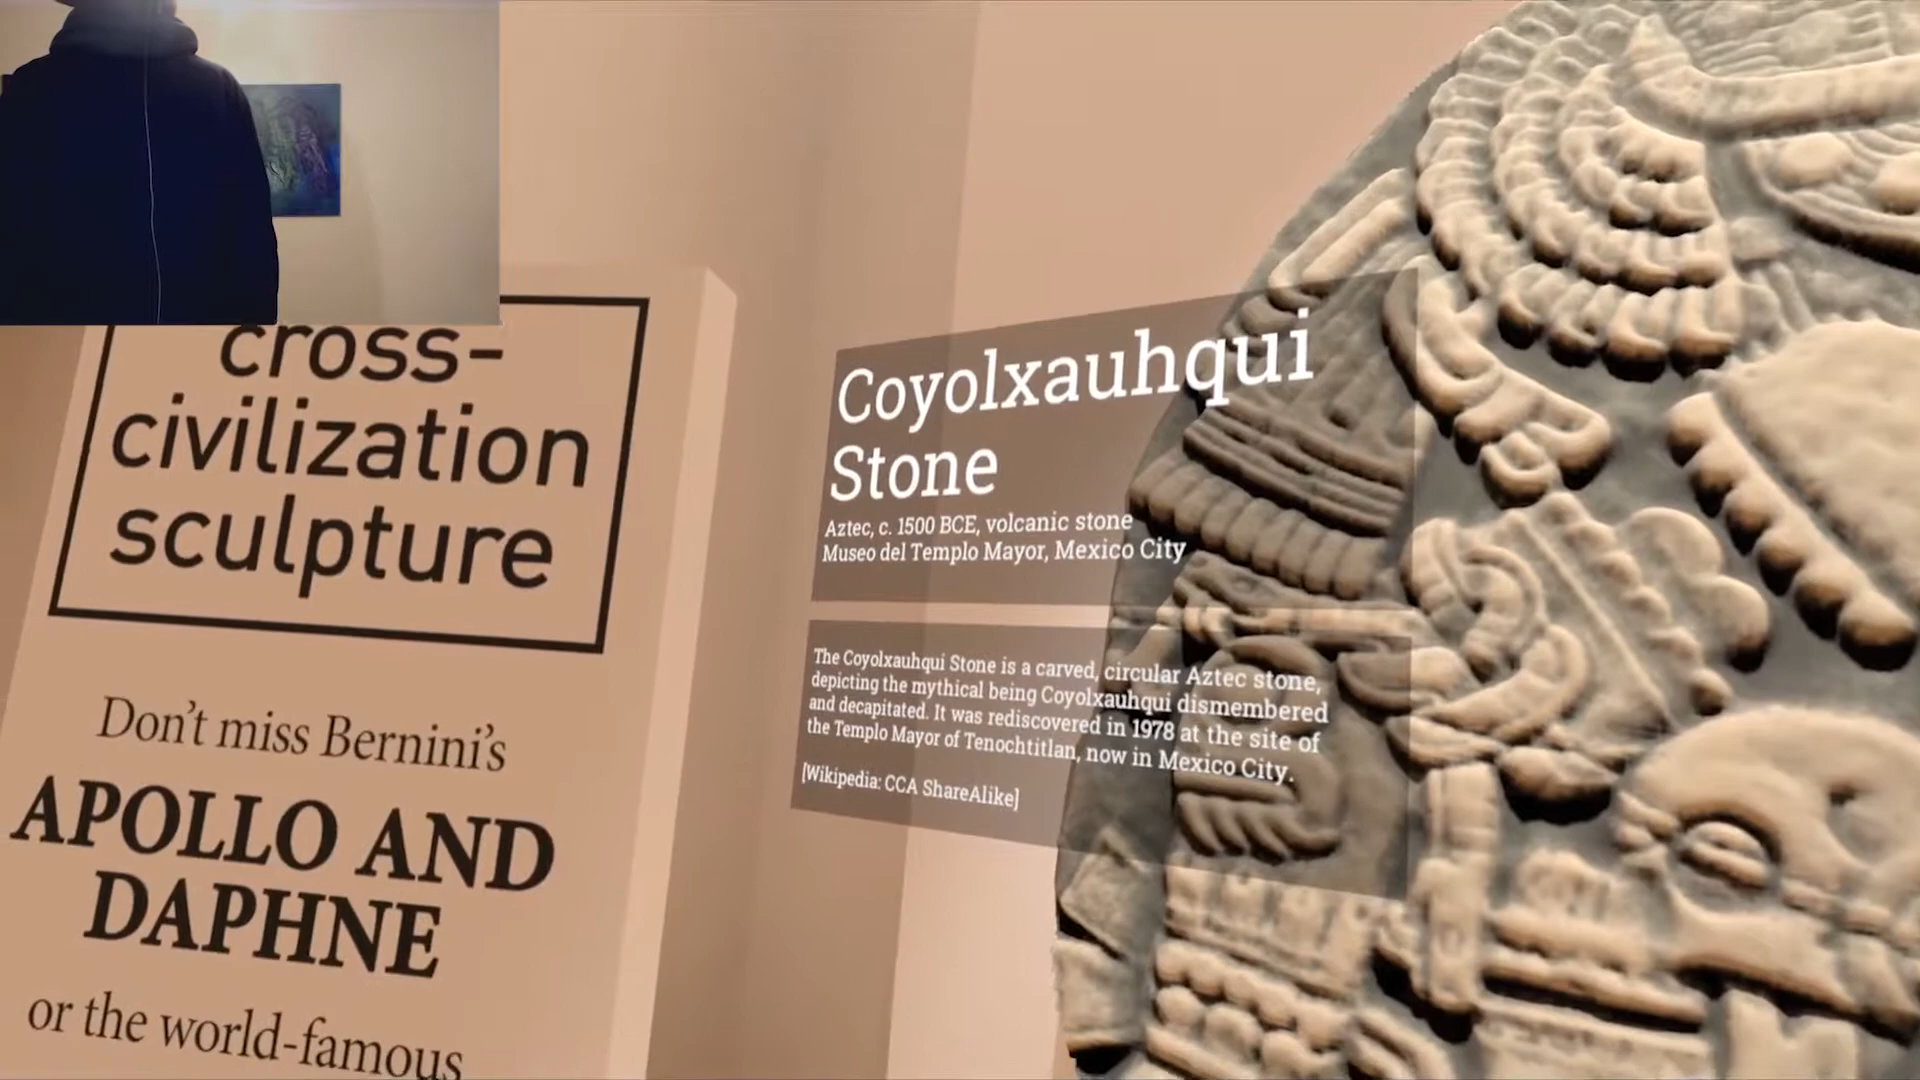 cross-
civilization
sculpture
Don't miss Bernini's
APOLLO AND
DAPHNE
or the world-famous
Coyolxauhqui
Stone
Aztec, c. 1500 BCE, volcanic stone
Museo del Templo Mayor, Mexico City
The Coyolxauhqui Stone is a carved, circular Aztec stone,
depicting the mythical being Coyolxauhqui dismembered
and decapitated. It was rediscovered in 1978 at the site of
the Templo Mayor of Tenochtitlan, now in Mexico City.
[Wikipedia: CCA ShareAlike]